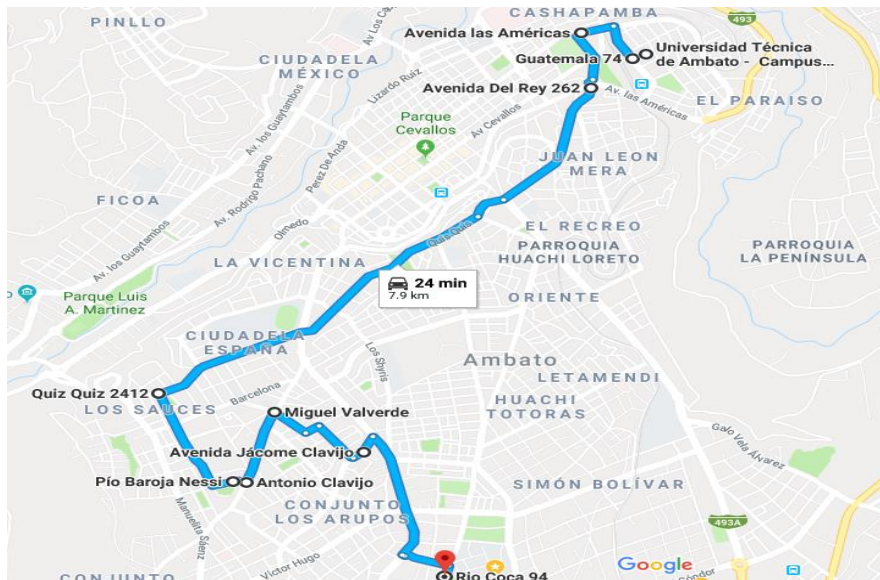 CASHAPAMBA
493
PINLLO
Avenida las Américas
Universidad Técnica
de Ambato - Campus...
Guatemala 74
CIUDADELA
MÉXICO
Lizardo Ruiz
Avenida Del Rey 262
Av. las Américas
EL PARAISO
Av. los Guaytambos
Parque
Cevallos
Av Cevallos
Perez De Anda
JUAN LEON
MERA
Av. Rodrigo Pachano
FICOA
Olmedo
Quis Quis
EL RECREO
PARROQUIA
HUACHI LORETO
PARROQUIA
LA PENÍNSULA
Av. los Guaytambos
LA VICENTINA
24 min
7.9 km
Parque Luis
A. Martinez
ORIENTE
CIUDADELA
ESPAÑA
Los Shyris
Ambato
LETAMENDI
Quiz Quiz 2412
LOS SAUCES
Barcelona
Miguel Valverde
HUACHI
TOTORAS
Galo Vela Álvarez
Avenida Jácome Clavijo
Pío Baroja Nessi
Antonio Clavijo
SIMÓN BOLÍVAR
Manuelita Sáenz
CONJUNTO
LOS ARUPOS
493A
Victor Hugo
Google
Cóndor
CONJUNTO
Rio Coca 94